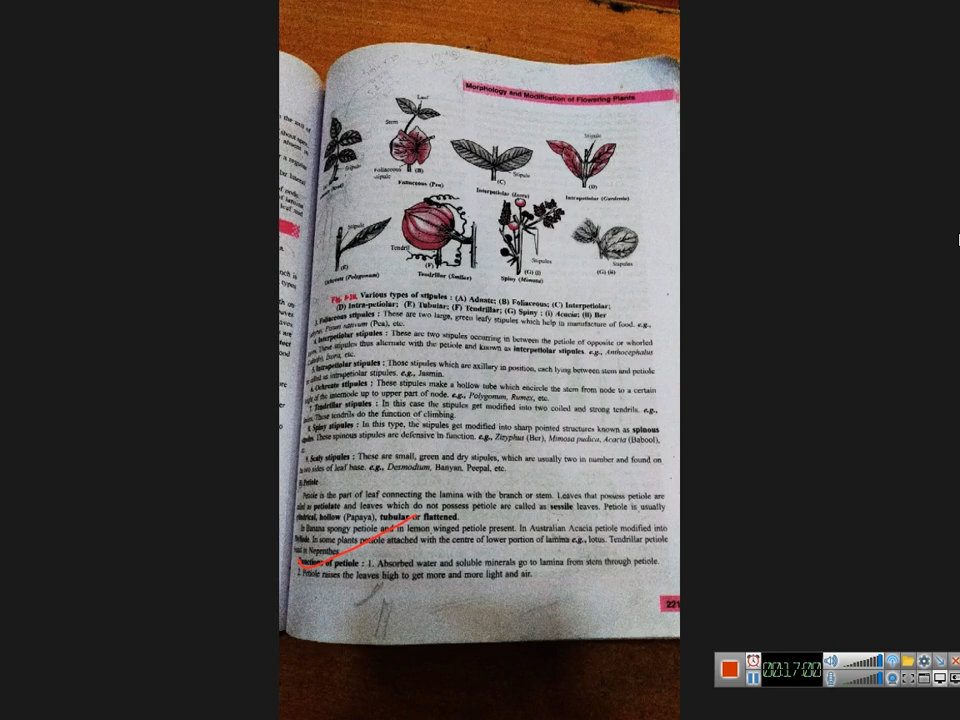 Morphology and Modification of Flowering Plants
Leaf
Stem
Stipule
Stipule
Foliaceous
stipule
(B)
Foliaceous (Pea)
(C)
Stipule
Interpetiolar (Ixora)
(D)
Intrapetiolar (Gardenia)
Stipule
(E)
Ochreate (Polygonum)
Tendril
(F)
Tendrillar (Smilax)
Stipules
(G) (i)
Spiny (Mimosa)
Stipules
(G) (ii)
Various types of stipules : (A) Adnate; (B) Foliaceous; (C) Interpetiolar;
(D) Intra-petiolar; (E) Tubular; (F) Tendrillar; (G) Spiny : (i) Acacia; (ii) Ber
3. Foliaceous stipules : These are two large, green leafy stipules which help in manufacture of food. e.g.,
Pisum sativum (Pea), etc.
4. Interpetiolar stipules : These are two stipules occurring in between the petiole of opposite or whorled
These stipules thus alternate with the petiole and known as interpetiolar stipules. e.g., Anthocephalus
Ixora, etc.
5. Intrapetiolar stipules : Those stipules which are axillary in position, each lying between stem and petiole
called as intrapetiolar stipules. e.g., Jasmin.
6. Ochreate stipules : These stipules make a hollow tube which encircle the stem from node to a certain
of the internode up to upper part of node. e.g., Polygonum, Rumex, etc.
7. Tendrillar stipules : In this case the stipules get modified into two coiled and strong tendrils. e.g.,
These tendrils do the function of climbing.
8. Spiny stipules : In this type, the stipules get modified into sharp pointed structures known as spinous
These spinous stipules are defensive in function. e.g., Zizyphus (Ber), Mimosa pudica, Acacia (Babool),
9. Scaly stipules : These are small, green and dry stipules, which are usually two in number and found on
two sides of leaf base. e.g., Desmodium, Banyan, Peepal, etc.
Petiole
Petiole is the part of leaf connecting the lamina with the branch or stem. Leaves that possess petiole are
as petiolate and leaves which do not possess petiole are called as sessile leaves. Petiole is usually
hollow (Papaya), tubular or flattened.
In Banana spongy petiole and in lemon winged petiole present. In Australian Acacia petiole modified into
In some plants petiole attached with the centre of lower portion of lamina e.g., lotus. Tendrillar petiole
in Nepenthes
Functions of petiole : 1. Absorbed water and soluble minerals go to lamina from stem through petiole.
2. Petiole raises the leaves high to get more and more light and air.
221
00:17:00